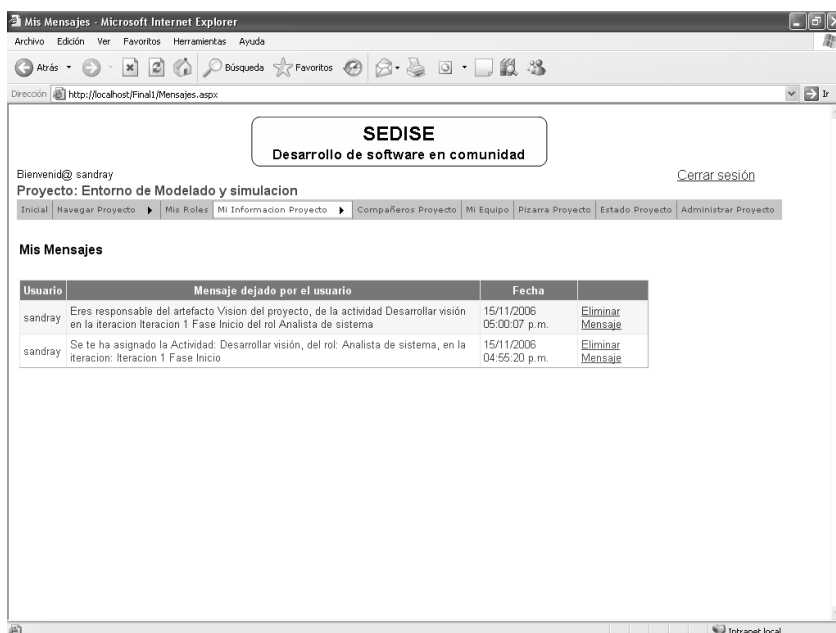 Mis Mensajes - Microsoft Internet Explorer
Archivo Edición Ver Favoritos Herramientas Ayuda
Atrás Búsqueda Favoritos
Dirección http://localhost/Final1/Mensajes.aspx Ir
SEDISE
Desarrollo de software en comunidad
Bienvenid@ sandray Cerrar sesión
Proyecto: Entorno de Modelado y simulacion
Inicial Navegar Proyecto Mis Roles Mi Informacion Proyecto Compañeros Proyecto Mi Equipo Pizarra Proyecto Estado Proyecto Administrar Proyecto
Mis Mensajes
Usuario Mensaje dejado por el usuario Fecha
sandray Eres responsable del artefacto Vision del proyecto, de la actividad Desarrollar visión 15/11/2006 Eliminar
en la iteracion Iteracion 1 Fase Inicio del rol Analista de sistema 05:00:07 p.m. Mensaje
sandray Se te ha asignado la Actividad: Desarrollar visión, del rol: Analista de sistema, en la 15/11/2006 Eliminar
iteracion: Iteracion 1 Fase Inicio 04:55:20 p.m. Mensaje
Intranet local